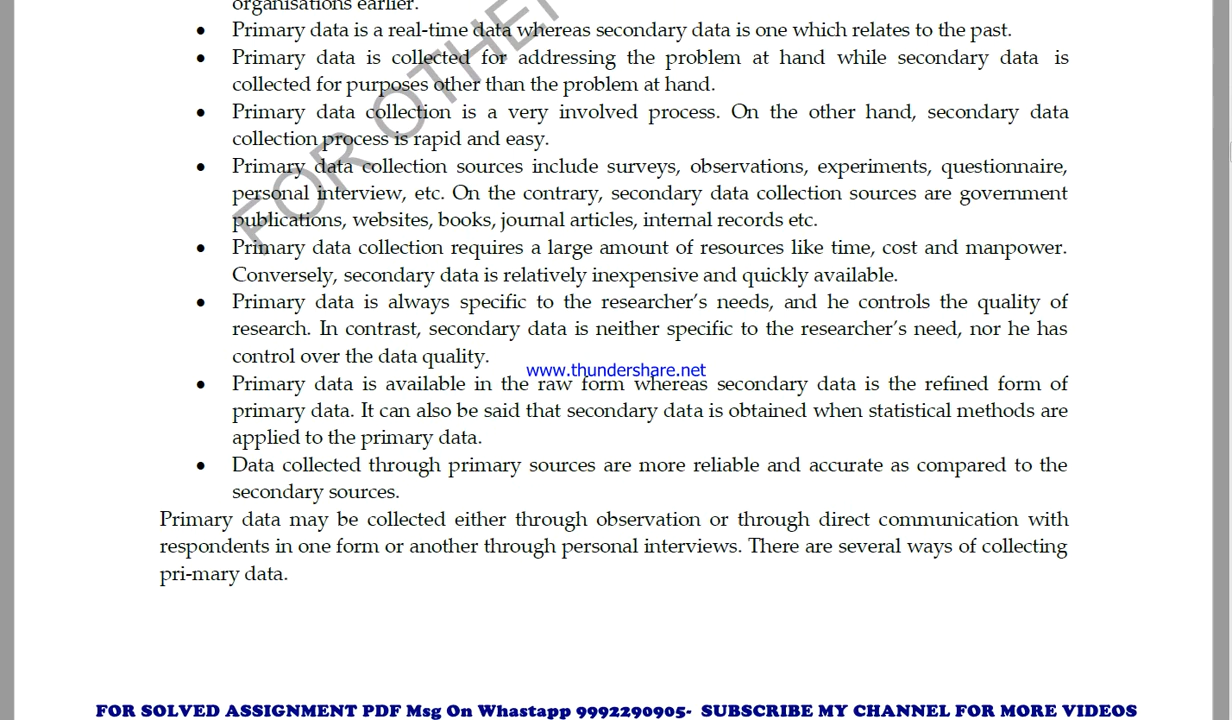 organisations earlier.
• Primary data is a real-time data whereas secondary data is one which relates to the past.
• Primary data is collected for addressing the problem at hand while secondary data is
collected for purposes other than the problem at hand.
• Primary data collection is a very involved process. On the other hand, secondary data
collection process is rapid and easy.
• Primary data collection sources include surveys, observations, experiments, questionnaire,
personal interview, etc. On the contrary, secondary data collection sources are government
publications, websites, books, journal articles, internal records etc.
• Primary data collection requires a large amount of resources like time, cost and manpower.
Conversely, secondary data is relatively inexpensive and quickly available.
• Primary data is always specific to the researcher’s needs, and he controls the quality of
research. In contrast, secondary data is neither specific to the researcher’s need, nor he has
control over the data quality.
www.thundershare.net
• Primary data is available in the raw form whereas secondary data is the refined form of
primary data. It can also be said that secondary data is obtained when statistical methods are
applied to the primary data.
• Data collected through primary sources are more reliable and accurate as compared to the
secondary sources.
Primary data may be collected either through observation or through direct communication with
respondents in one form or another through personal interviews. There are several ways of collecting
pri-mary data.
FOR OTHER
FOR SOLVED ASSIGNMENT PDF Msg On Whastapp 9992290905- SUBSCRIBE MY CHANNEL FOR MORE VIDEOS